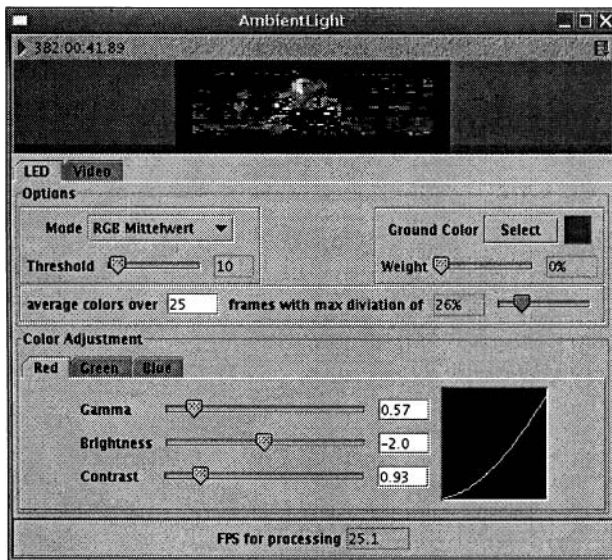 AmbientLight
382:00:41.89
LED Video
Options
Mode RGB Mittelwert
Ground Color Select
Threshold 10
Weight 0%
average colors over 25 frames with max diviation of 26%
Color Adjustment
Red Green Blue
Gamma 0.57
Brightness -2.0
Contrast 0.93
FPS for processing 25.1